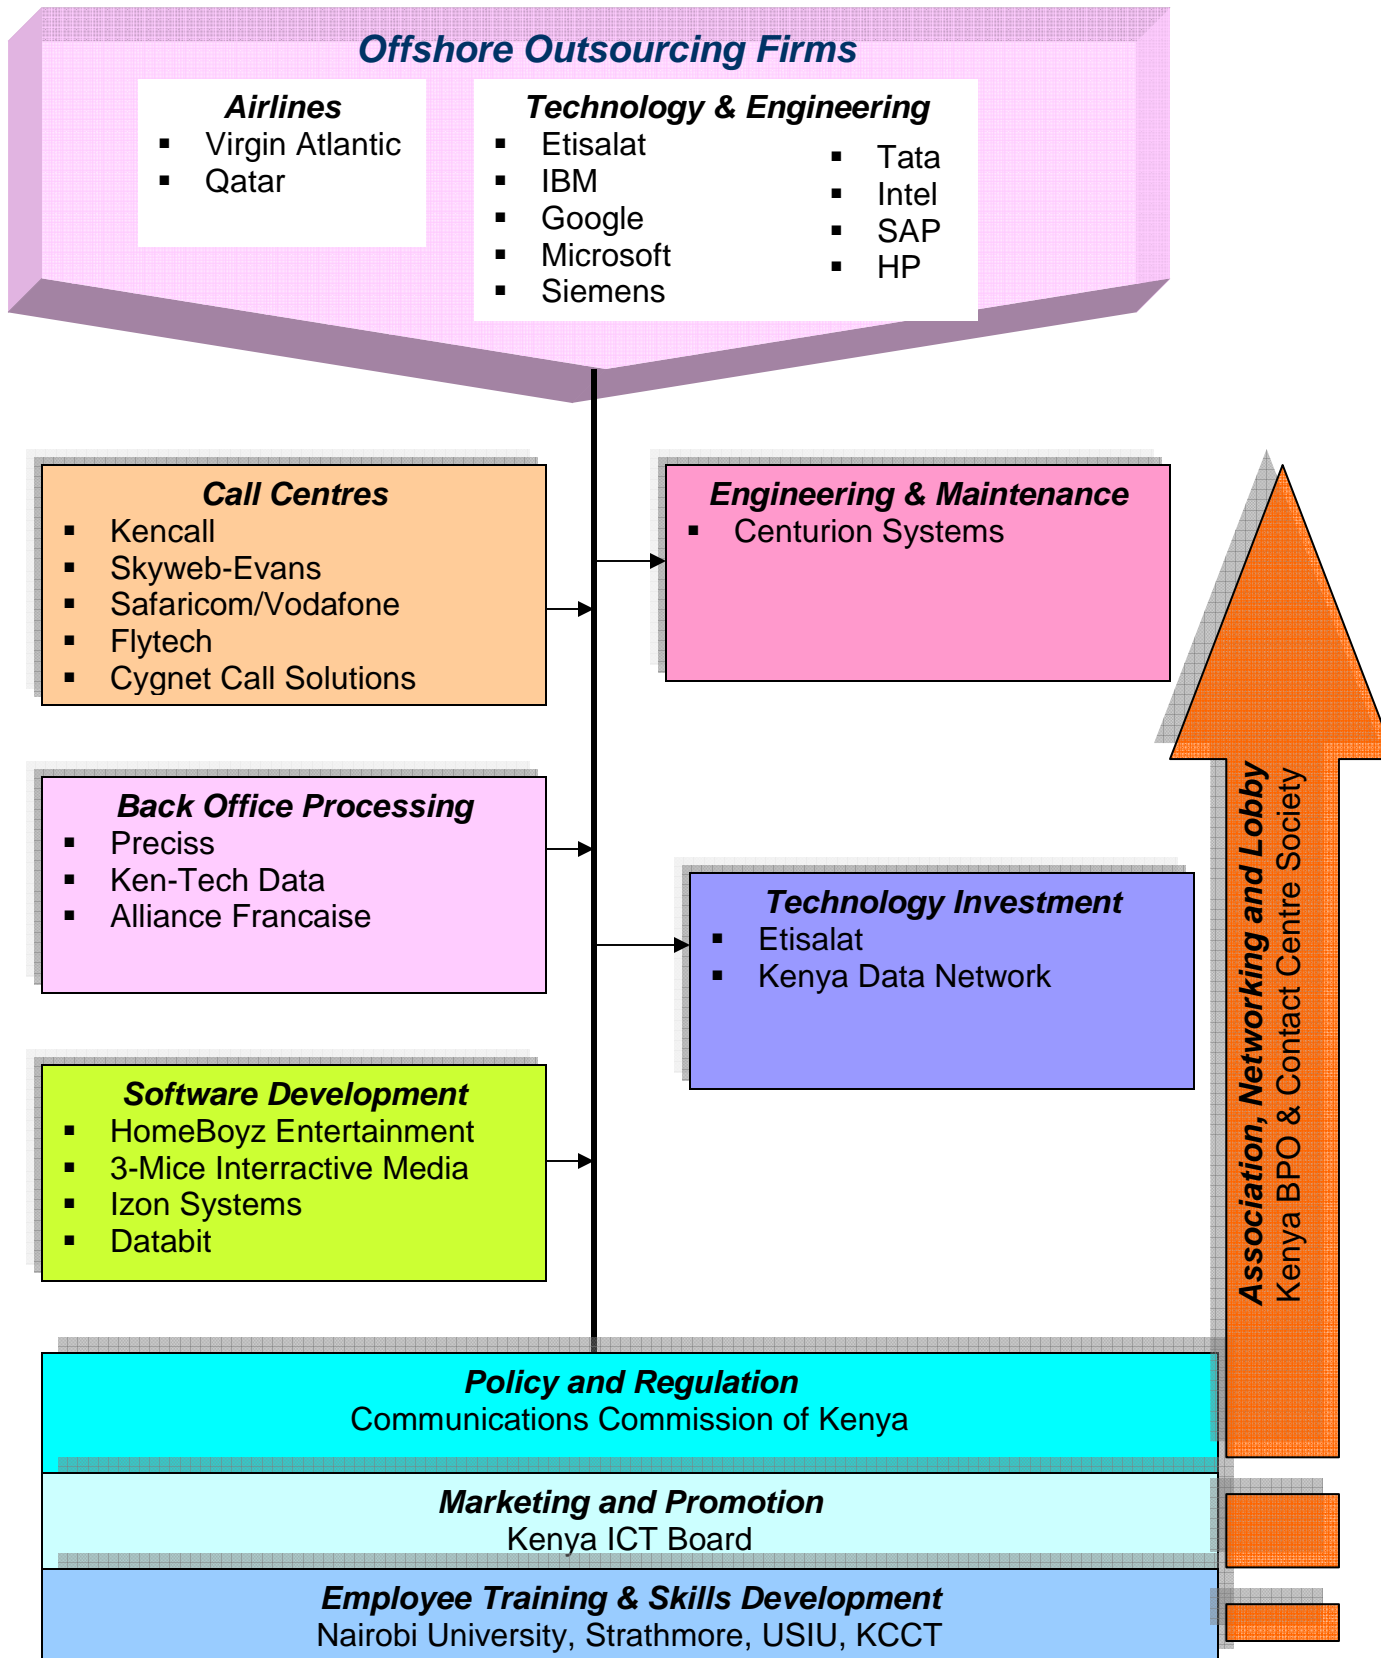 Offshore Outsourcing Firms
Airlines
▪ Virgin Atlantic
▪ Qatar
Technology & Engineering
▪ Etisalat
▪ IBM
▪ Google
▪ Microsoft
▪ Siemens
▪ Tata
▪ Intel
▪ SAP
▪ HP
Call Centres
▪ Kencall
▪ Skyweb-Evans
▪ Safaricom/Vodafone
▪ Flytech
▪ Cygnet Call Solutions
Engineering & Maintenance
▪ Centurion Systems
Back Office Processing
▪ Preciss
▪ Ken-Tech Data
▪ Alliance Francaise
Technology Investment
▪ Etisalat
▪ Kenya Data Network
Software Development
▪ HomeBoyz Entertainment
▪ 3-Mice Interractive Media
▪ Izon Systems
▪ Databit
Association, Networking and Lobby
Kenya BPO & Contact Centre Society
Policy and Regulation
Communications Commission of Kenya
Marketing and Promotion
Kenya ICT Board
Employee Training & Skills Development
Nairobi University, Strathmore, USIU, KCCT